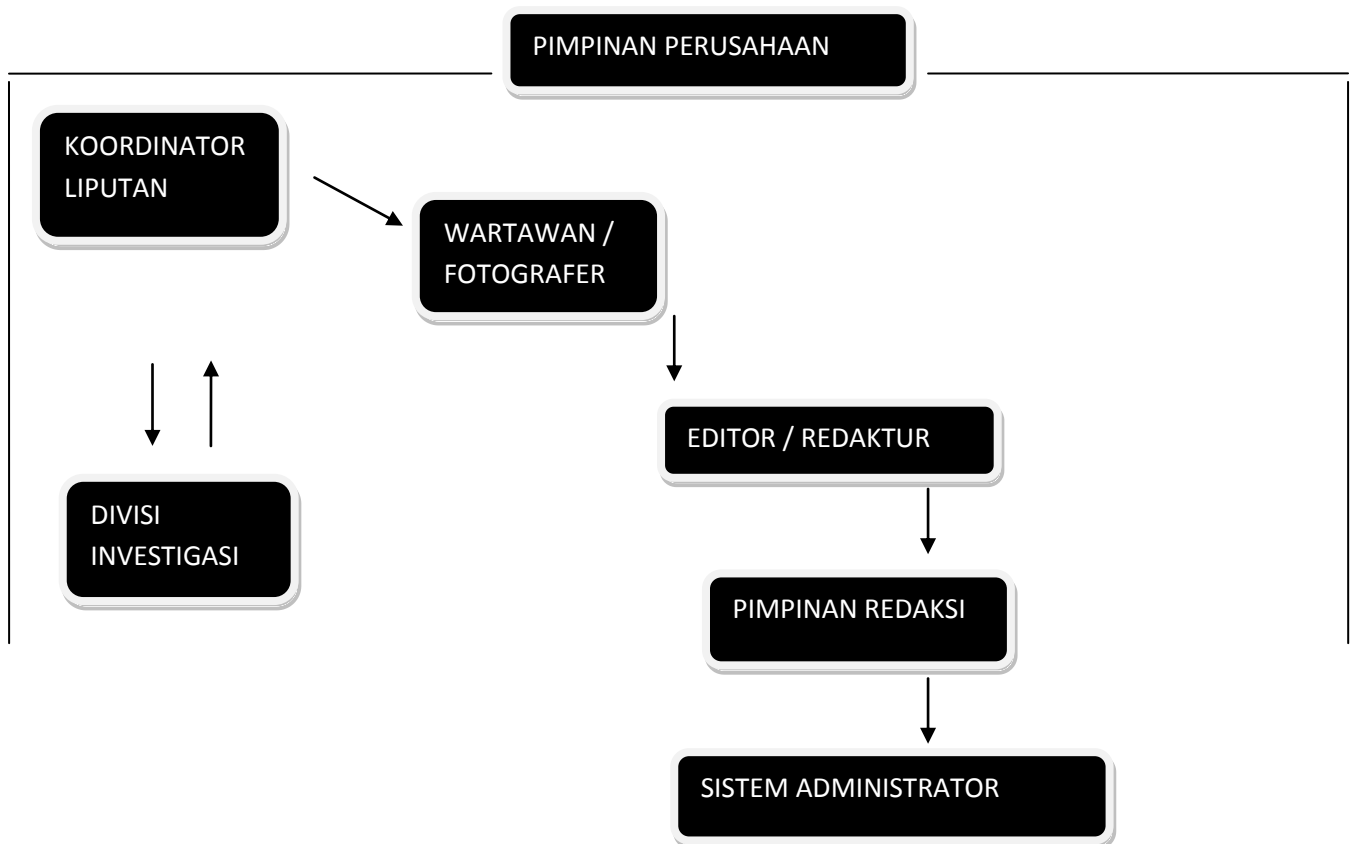 PIMPINAN PERUSAHAAN
KOORDINATOR
LIPUTAN
WARTAWAN /
FOTOGRAFER
EDITOR / REDAKTUR
DIVISI
INVESTIGASI
PIMPINAN REDAKSI
SISTEM ADMINISTRATOR